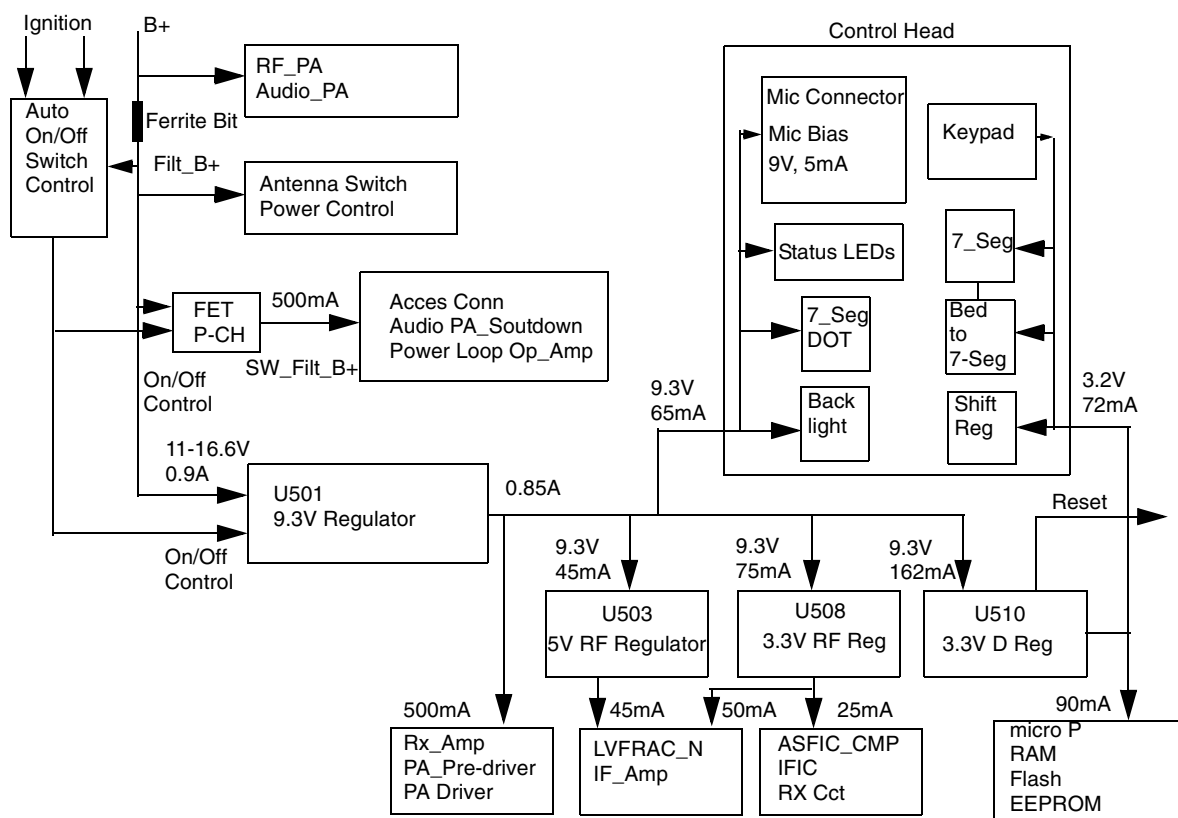 Ignition
B+
Control Head
RF_PA
Audio_PA
Auto
On/Off
Switch
Control
Ferrite Bit
Filt_B+
Antenna Switch
Power Control
Mic Connector
Mic Bias
9V, 5mA
Keypad
Status LEDs
7_Seg
FET
P-CH
500mA
SW_Filt_B+
Acces Conn
Audio PA_Soutdown
Power Loop Op_Amp
7_Seg
DOT
Bed
to
7-Seg
On/Off
Control
9.3V
65mA
Back
light
Shift
Reg
3.2V
72mA
11-16.6V
0.9A
U501
9.3V Regulator
0.85A
Reset
On/Off
Control
9.3V
45mA
9.3V
75mA
9.3V
162mA
U503
5V RF Regulator
U508
3.3V RF Reg
U510
3.3V D Reg
500mA
45mA
50mA
25mA
90mA
Rx_Amp
PA_Pre-driver
PA Driver
LVFRAC_N
IF_Amp
ASFIC_CMP
IFIC
RX Cct
micro P
RAM
Flash
EEPROM